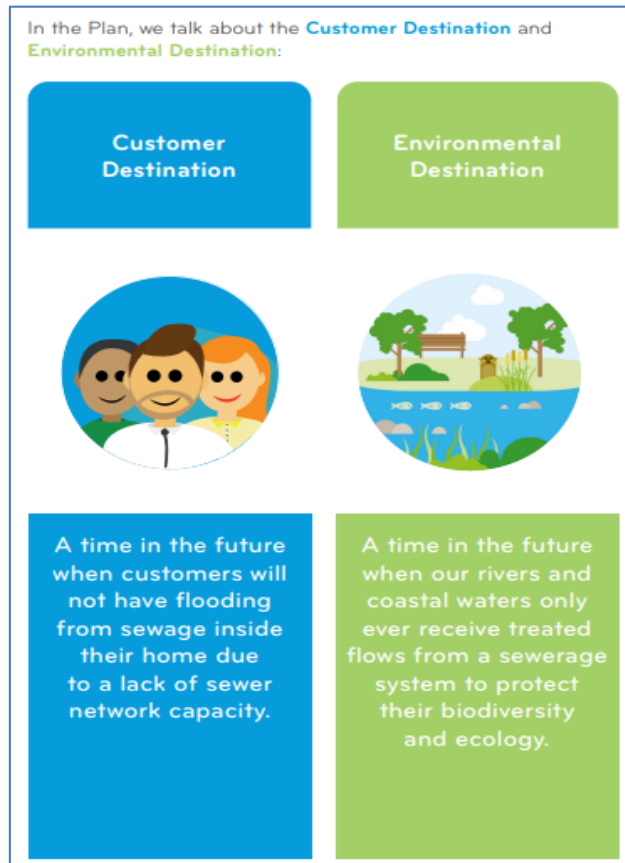 In the Plan, we talk about the Customer Destination and
Environmental Destination:
Customer
Destination
Environmental
Destination
A time in the future
when customers will
not have flooding
from sewage inside
their home due
to a lack of sewer
network capacity.
A time in the future
when our rivers and
coastal waters only
ever receive treated
flows from a sewerage
system to protect
their biodiversity
and ecology.